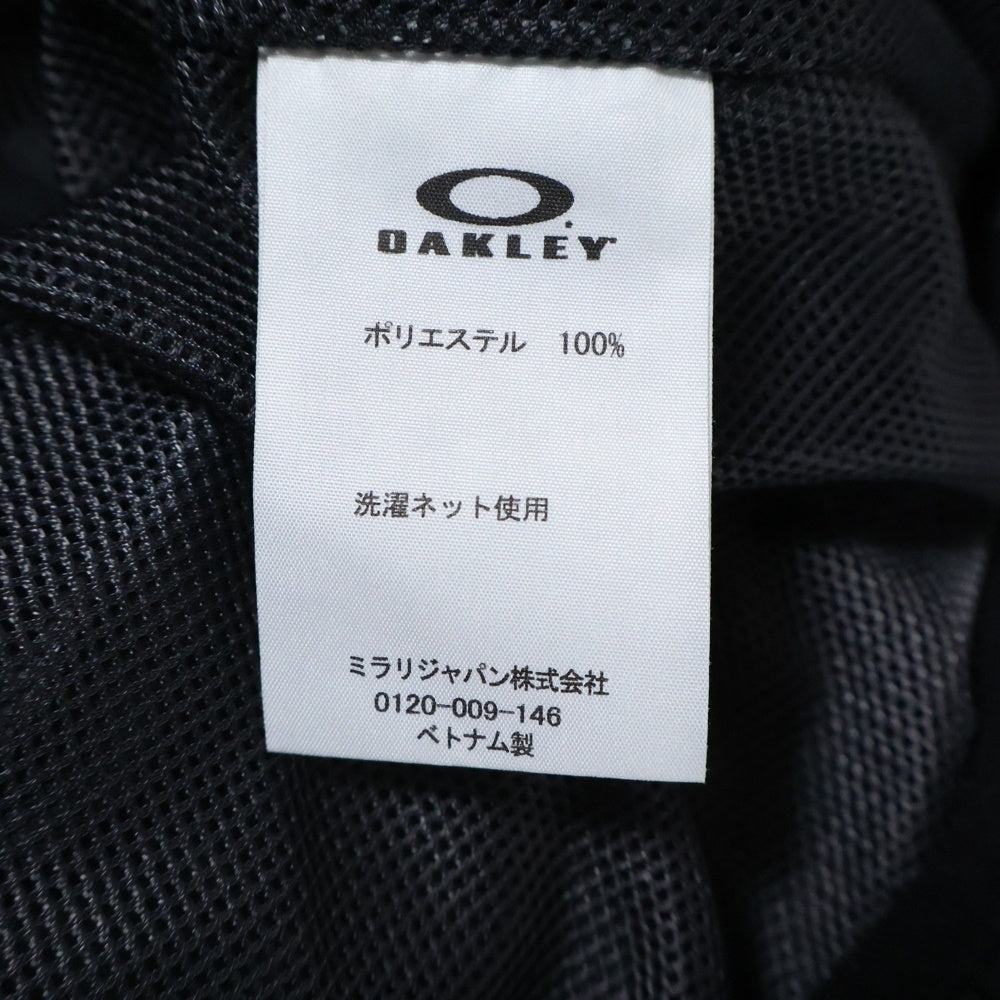 OAKLEY
ポリエステル　100%
洗濯ネット使用
ミラリジャパン株式会社
0120-009-146
ベトナム製